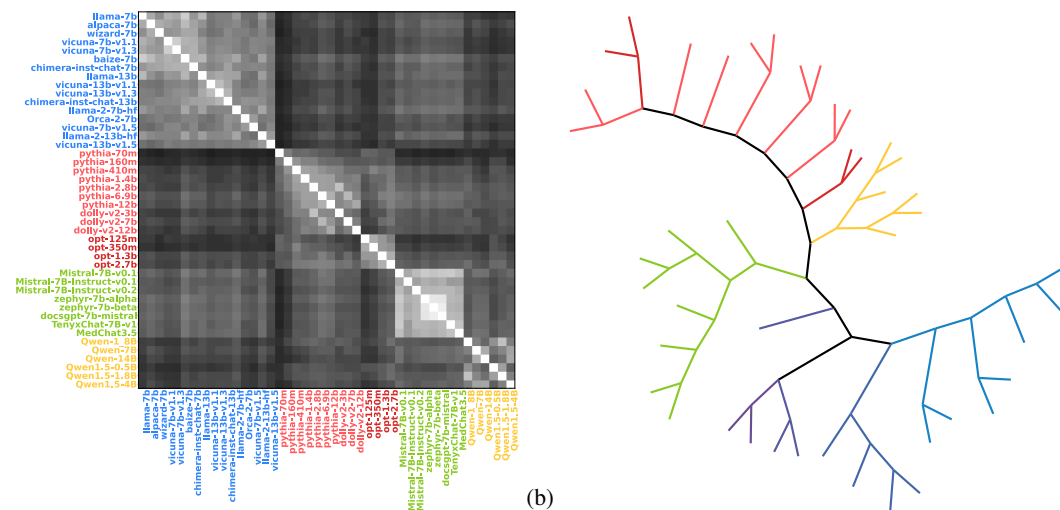 llama-7b
alpaca-7b
wizard-7b
vicuna-7b-v1.1
vicuna-7b-v1.3
baize-7b
chimera-inst-chat-7b
llama-13b
vicuna-13b-v1.1
vicuna-13b-v1.3
chimera-inst-chat-13b
llama-2-7b-hf
Orca-2-7b
vicuna-7b-v1.5
llama-2-13b-hf
vicuna-13b-v1.5
pythia-70m
pythia-160m
pythia-410m
pythia-1.4b
pythia-2.8b
pythia-6.9b
pythia-12b
dolly-v2-3b
dolly-v2-7b
dolly-v2-12b
opt-125m
opt-350m
opt-1.3b
opt-2.7b
Mistral-7B-v0.1
Mistral-7B-Instruct-v0.1
Mistral-7B-Instruct-v0.2
zephyr-7b-alpha
zephyr-7b-beta
docsgpt-7b-mistral
TenyxChat-7B-v1
MedChat3.5
Qwen-1_8B
Qwen-7B
Qwen-14B
Qwen1.5-0.5B
Qwen1.5-1.8B
Qwen1.5-4B
llama-7b
alpaca-7b
wizard-7b
vicuna-7b-v1.1
vicuna-7b-v1.3
baize-7b
chimera-inst-chat-7b
llama-13b
vicuna-13b-v1.1
vicuna-13b-v1.3
chimera-inst-chat-13b
llama-2-7b-hf
Orca-2-7b
vicuna-7b-v1.5
llama-2-13b-hf
vicuna-13b-v1.5
pythia-70m
pythia-160m
pythia-410m
pythia-1.4b
pythia-2.8b
pythia-6.9b
pythia-12b
dolly-v2-3b
dolly-v2-7b
dolly-v2-12b
opt-125m
opt-350m
opt-1.3b
opt-2.7b
Mistral-7B-v0.1
Mistral-7B-Instruct-v0.1
Mistral-7B-Instruct-v0.2
zephyr-7b-alpha
zephyr-7b-beta
docsgpt-7b-mistral
TenyxChat-7B-v1
MedChat3.5
Qwen-1_8B
Qwen-7B
Qwen-14B
Qwen1.5-0.5B
Qwen1.5-1.8B
Qwen1.5-4B
(b)